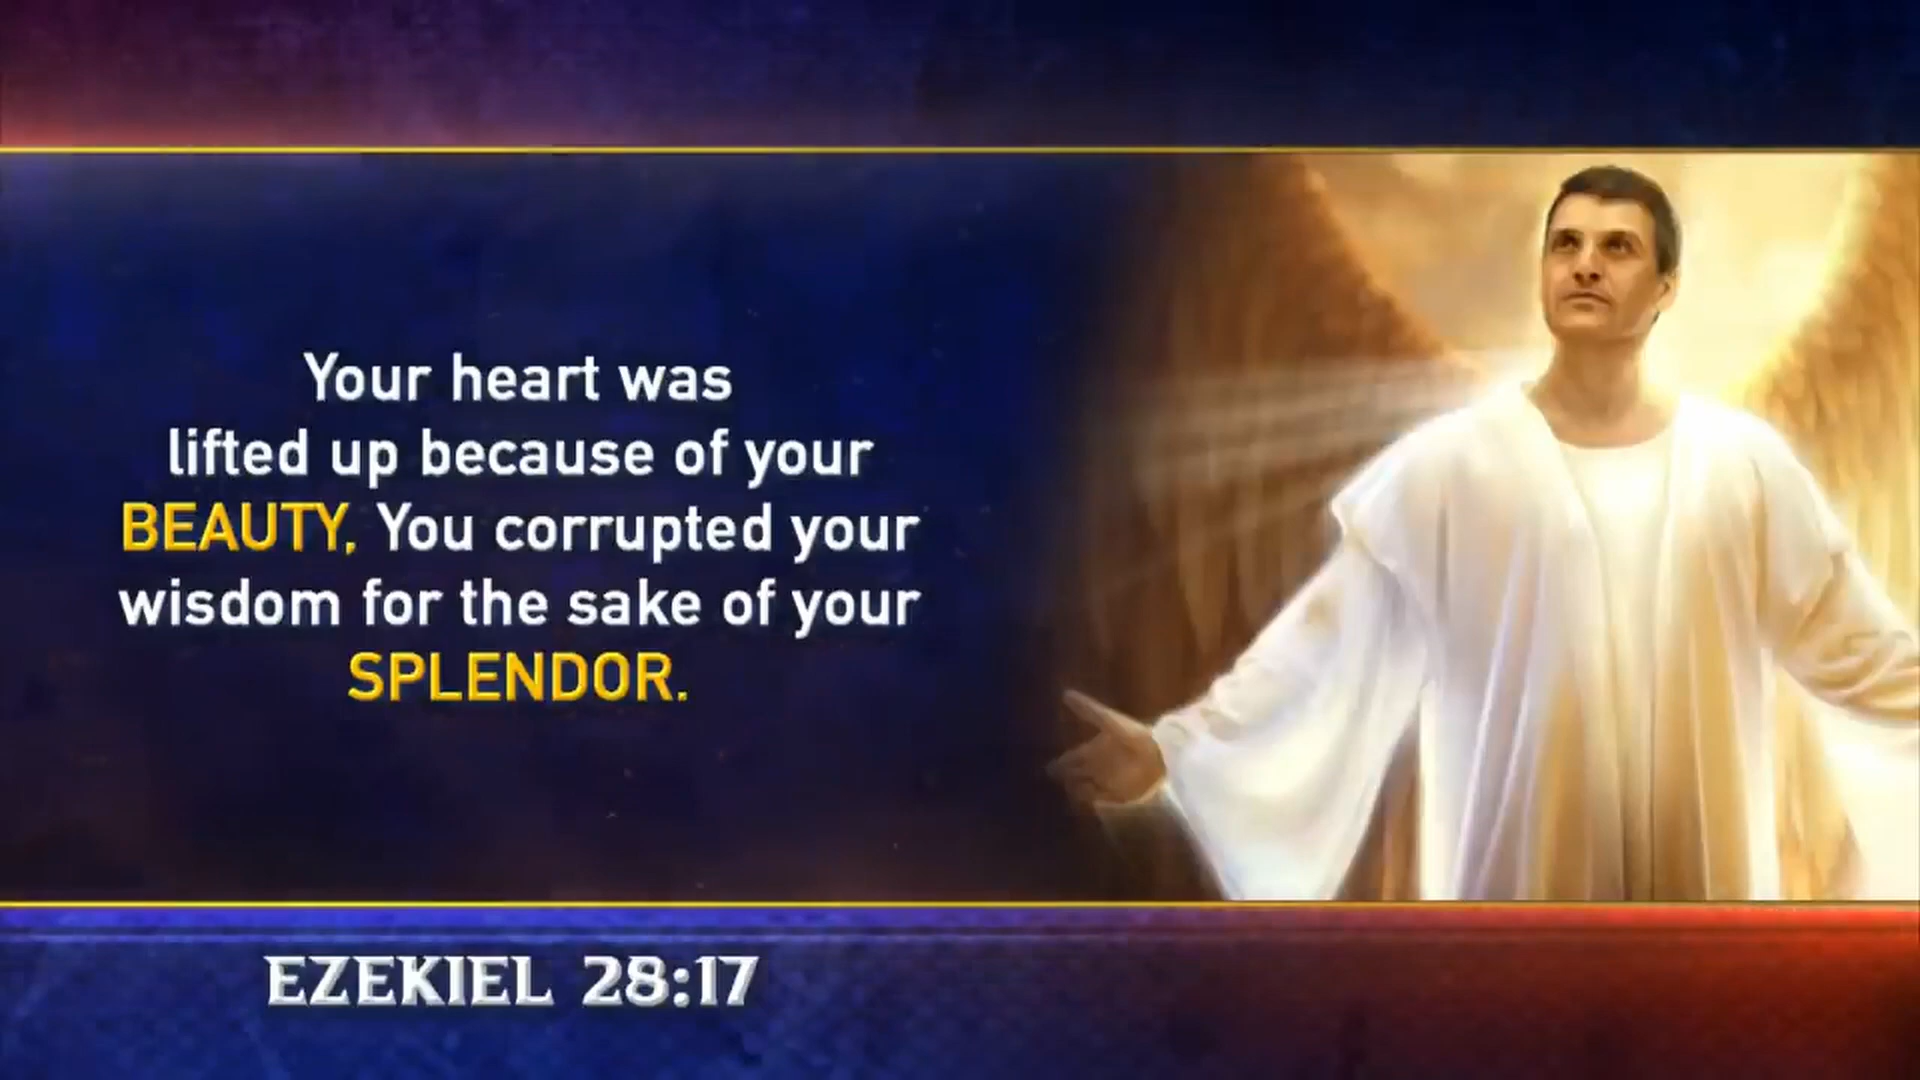 Your heart was
lifted up because of your
BEAUTY. You corrupted your
wisdom for the sake of your
SPLENDOR.
EZEKIEL 28:17